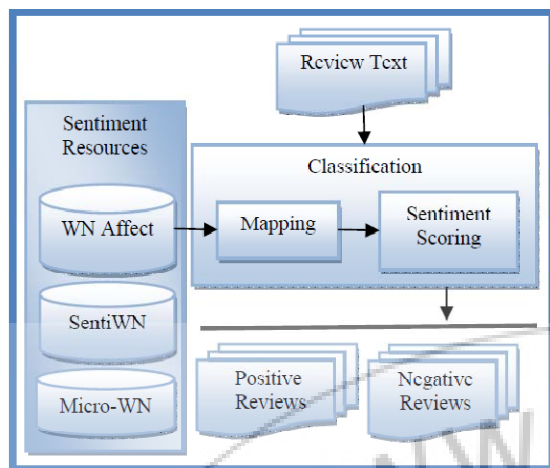 Review Text
Sentiment
Resources
Classification
WN Affect
Mapping
Sentiment
Scoring
SentiWN
Micro-WN
Positive
Reviews
Negative
Reviews